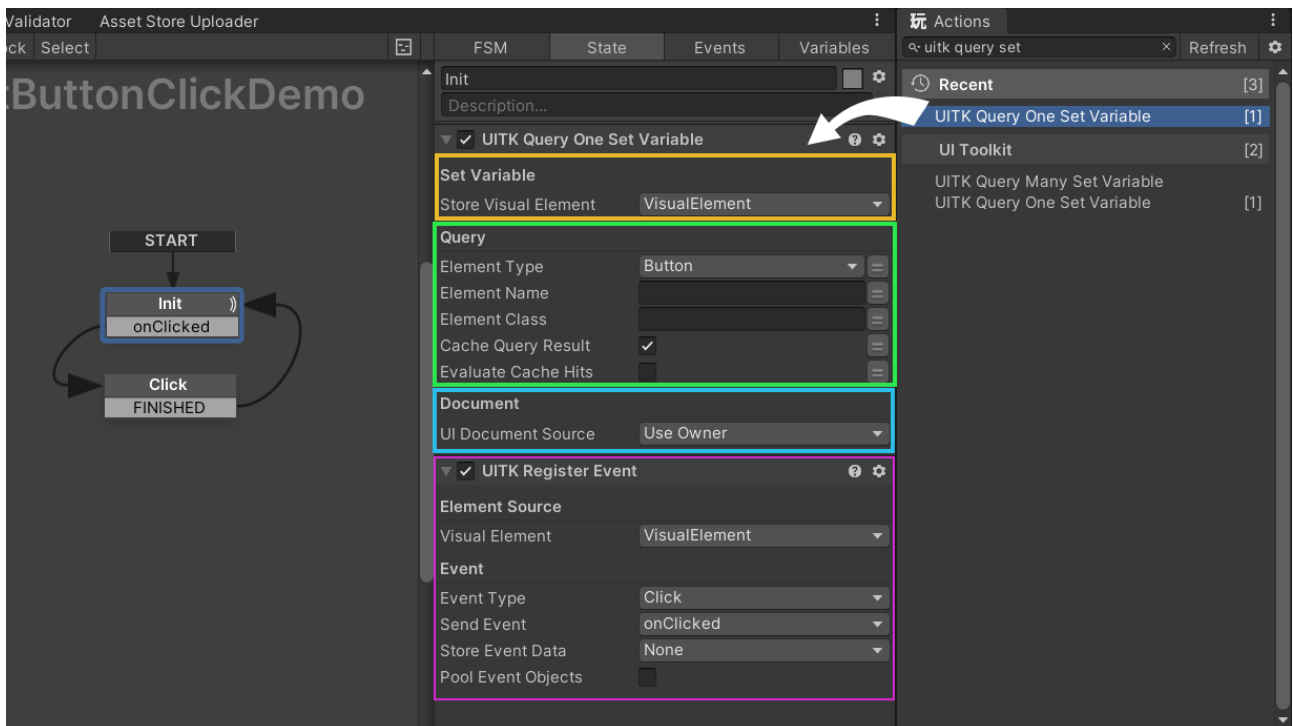 Validator Asset Store Uploader
Select
tButtonClickDemo
START
Init
onClicked
Click
FINISHED
FSM State Events Variables
Init
Description...
UITK Query One Set Variable
Set Variable
Store Visual Element VisualElement
Query
Element Type Button
Element Name
Element Class
Cache Query Result
Evaluate Cache Hits
Document
UI Document Source Use Owner
UITK Register Event
Element Source
Visual Element VisualElement
Event
Event Type Click
Send Event onClicked
Store Event Data None
Pool Event Objects
玩 Actions
uitk query set × Refresh
Recent [3]
UITK Query One Set Variable [1]
UI Toolkit [2]
UITK Query Many Set Variable
UITK Query One Set Variable [1]